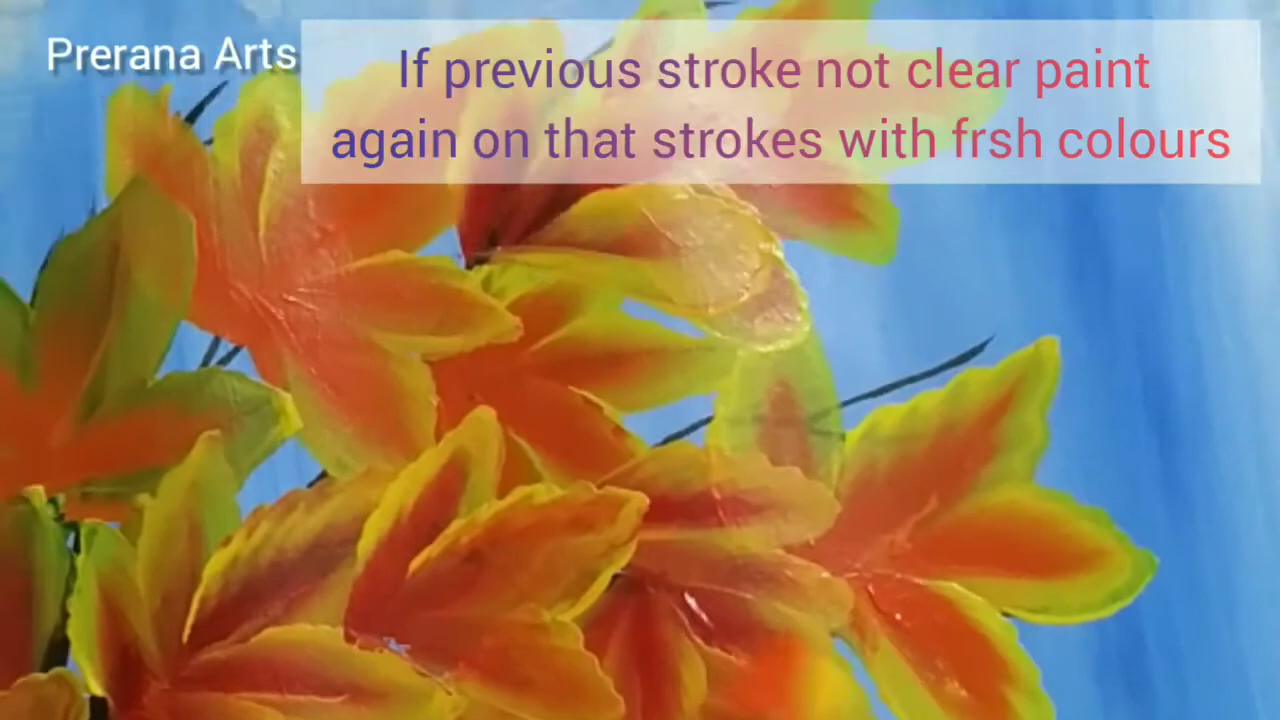 Prerana Arts
If previous stroke not clear paint
again on that strokes with frsh colours